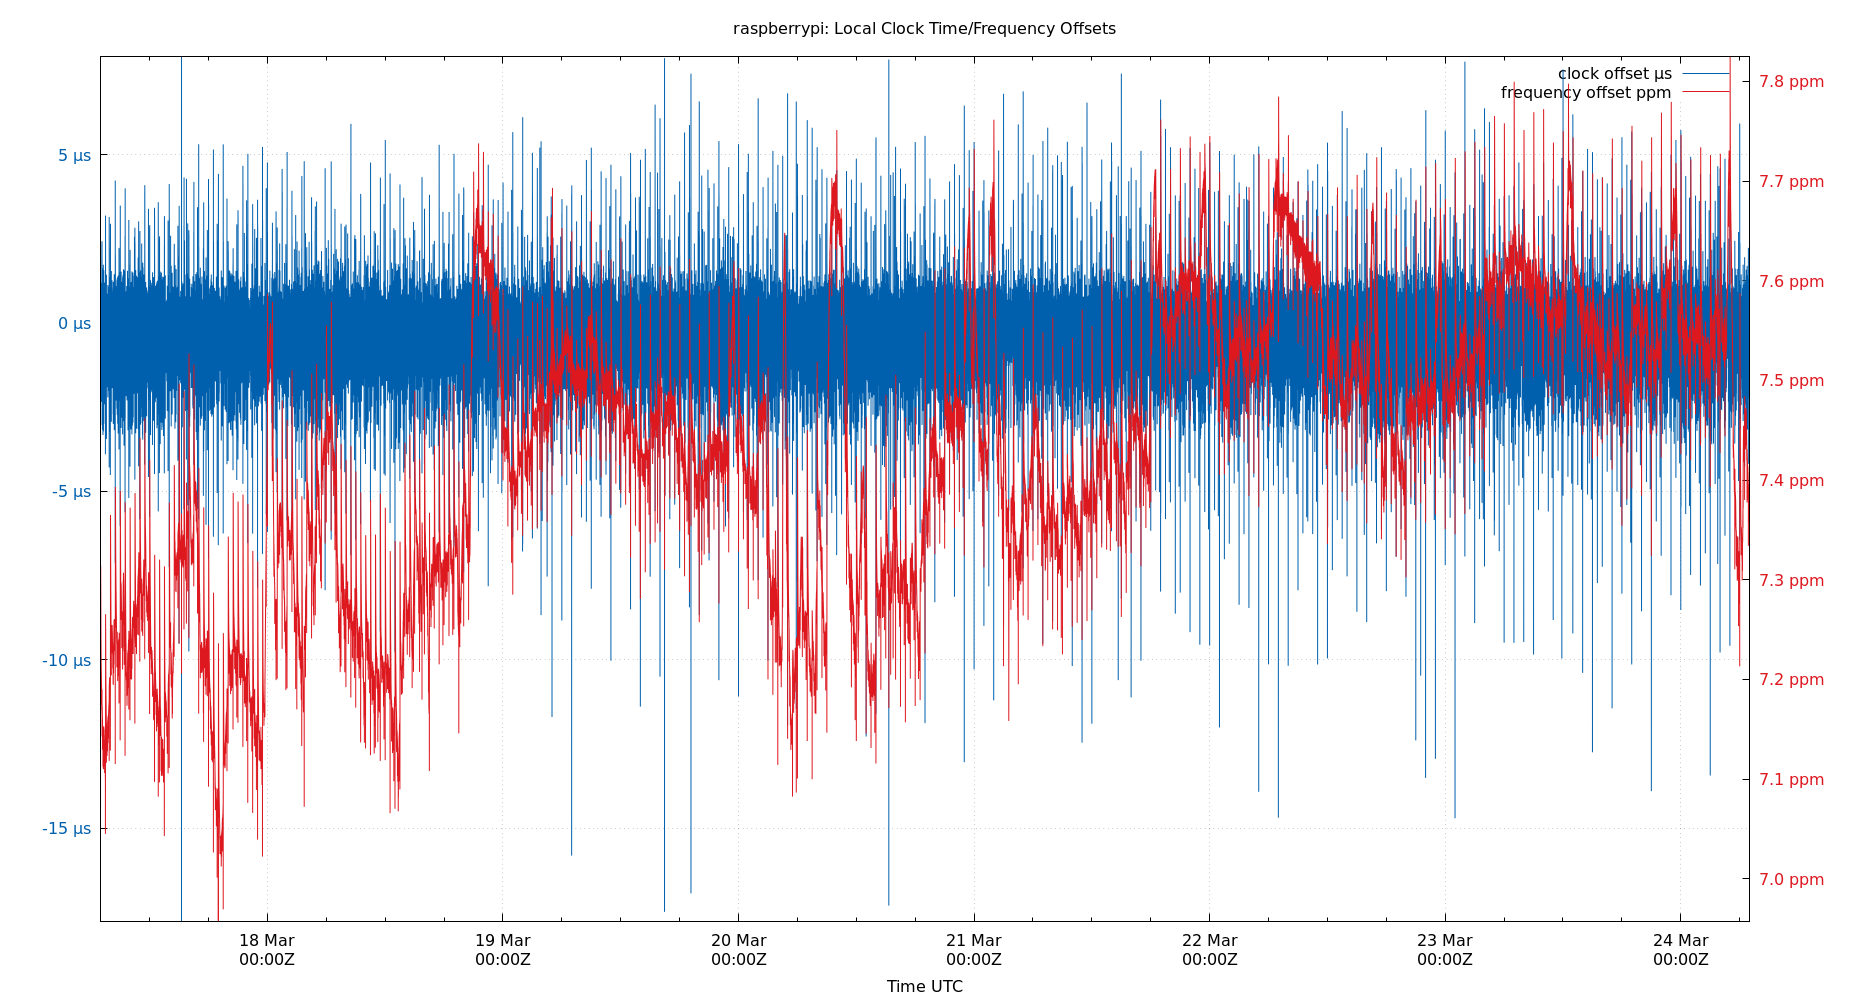 raspberrypi: Local Clock Time/Frequency Offsets
clock offset µs
frequency offset ppm
5 µs
0 µs
-5 µs
-10 µs
-15 µs
7.8 ppm
7.7 ppm
7.6 ppm
7.5 ppm
7.4 ppm
7.3 ppm
7.2 ppm
7.1 ppm
7.0 ppm
18 Mar
00:00Z
19 Mar
00:00Z
20 Mar
00:00Z
21 Mar
00:00Z
22 Mar
00:00Z
23 Mar
00:00Z
24 Mar
00:00Z
Time UTC